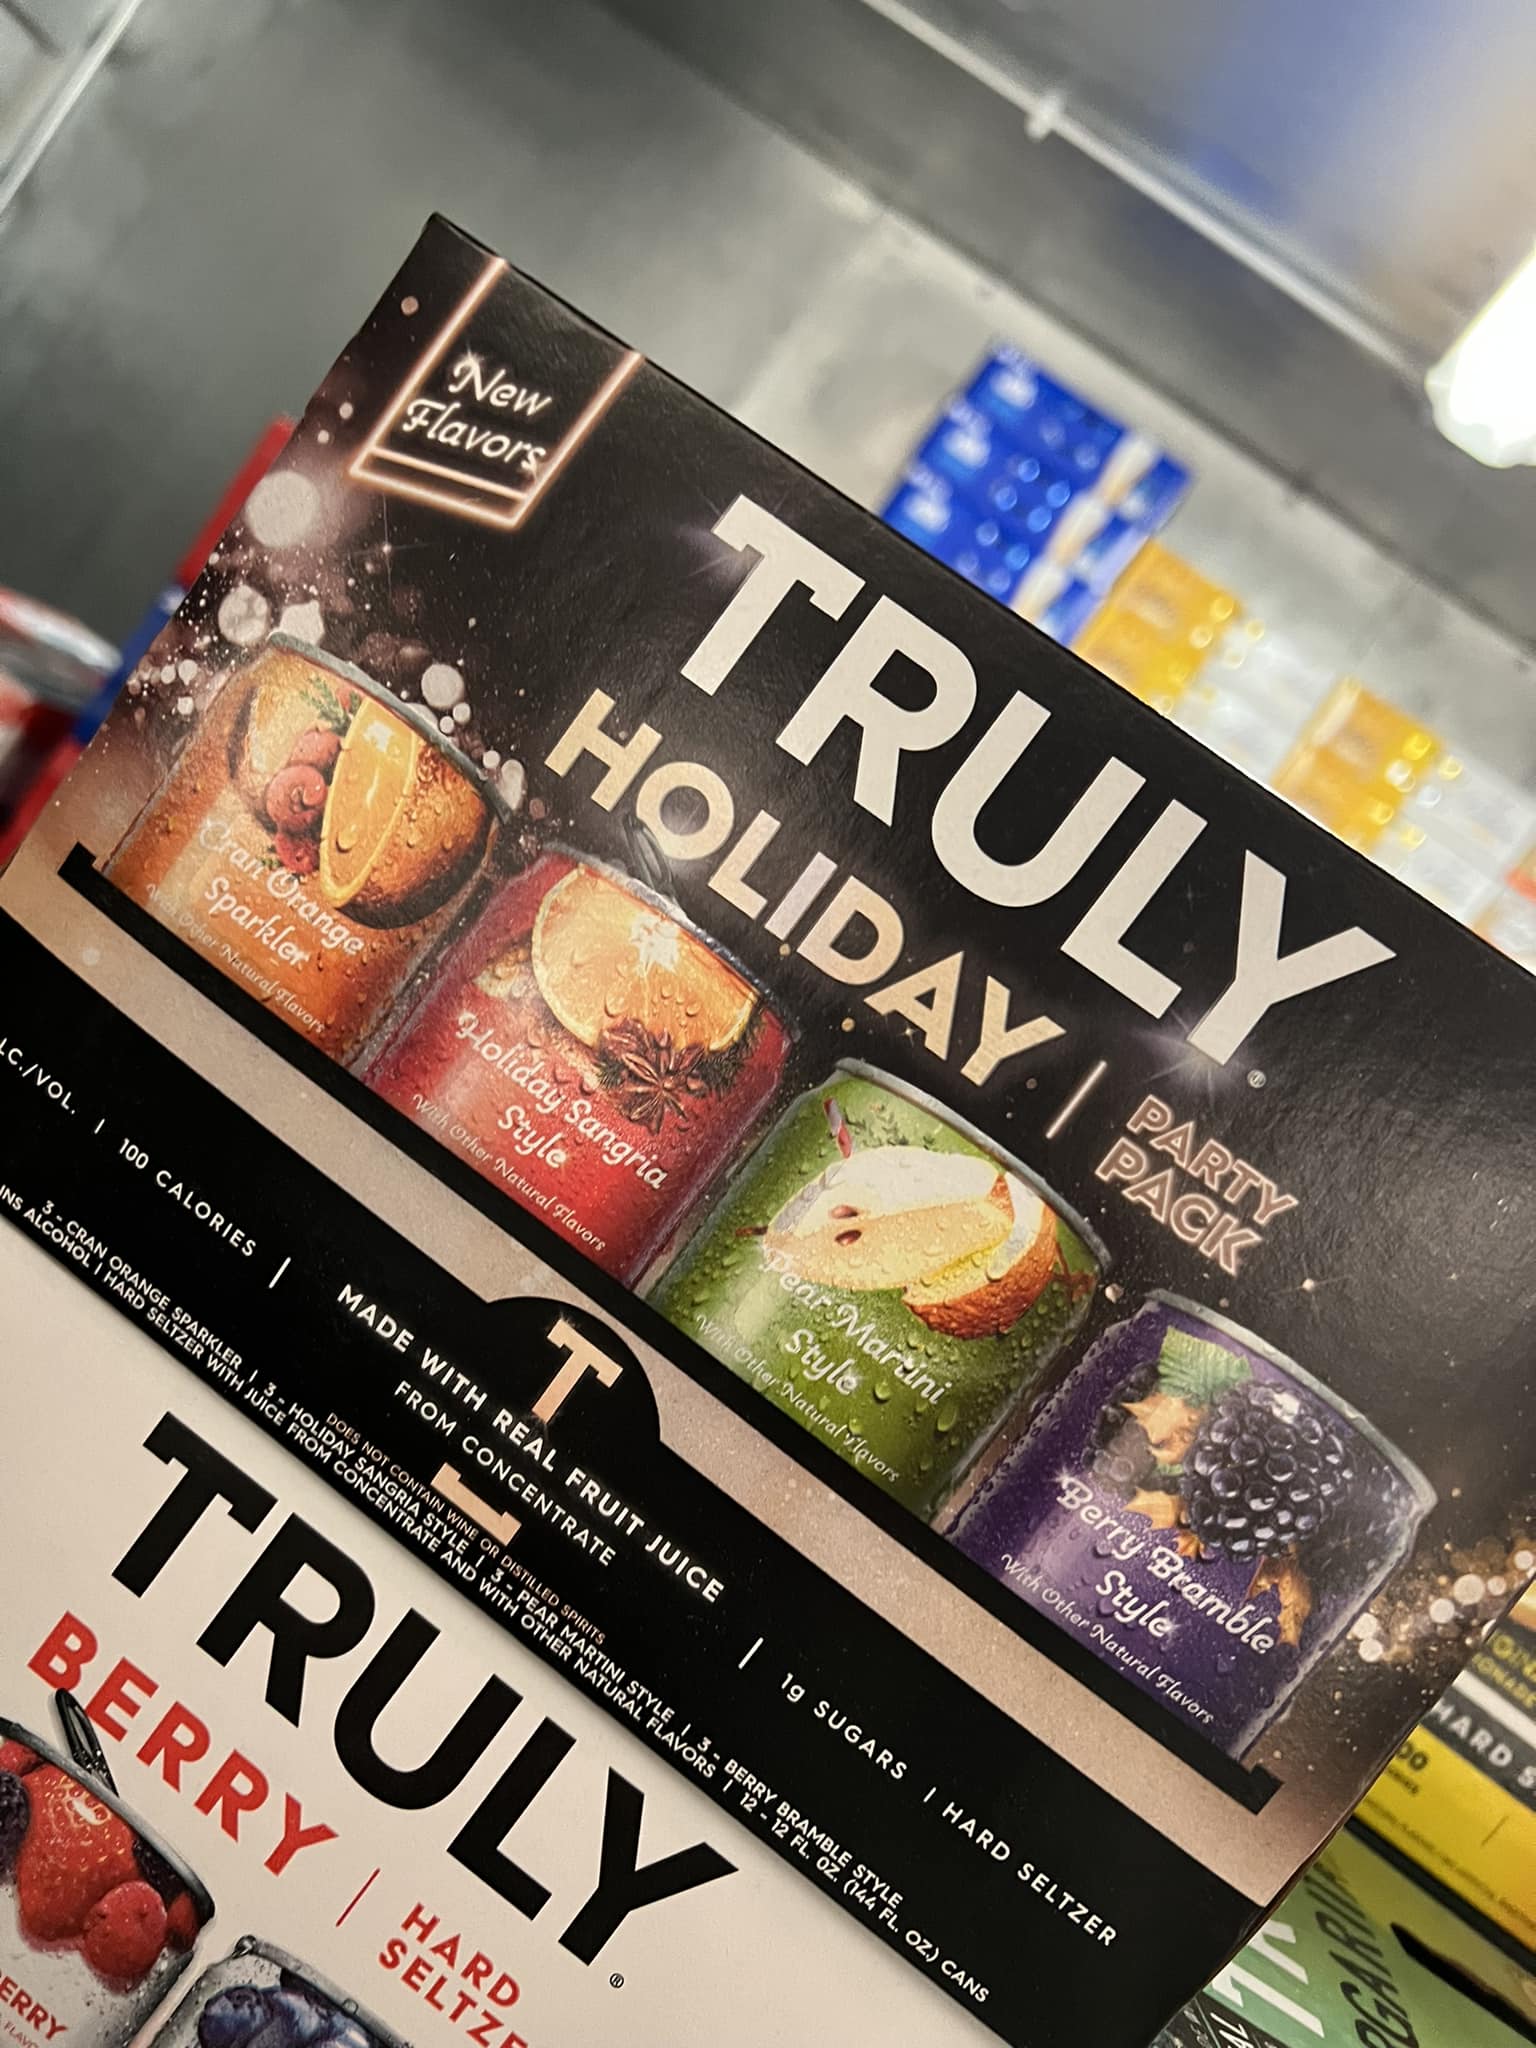 New
Flavors
TRULY®
HOLIDAY | PARTY
PACK
Cran Orange
Sparkler
With Other Natural Flavors
Holiday Sangria
Style
With Other Natural Flavors
Pear Martini
Style
With Other Natural Flavors
Berry Bramble
Style
With Other Natural Flavors
LC./VOL. | 100 CALORIES | MADE WITH REAL FRUIT JUICE
FROM CONCENTRATE | 1g SUGARS | HARD SELTZER
T
DOES NOT CONTAIN WINE OR DISTILLED SPIRITS
3 - CRAN ORANGE SPARKLER | 3 - HOLIDAY SANGRIA STYLE | 3 - PEAR MARTINI STYLE | 3 - BERRY BRAMBLE STYLE
INS ALCOHOL | HARD SELTZER WITH JUICE FROM CONCENTRATE AND WITH OTHER NATURAL FLAVORS | 12 - 12 FL. OZ. (144 FL. OZ.) CANS
TRULY®
BERRY | HARD
SELTZE
ERRY
HARD S